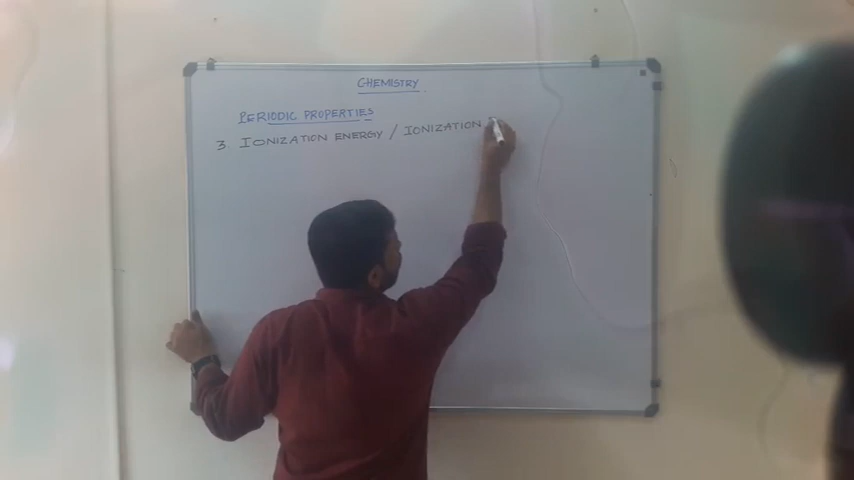 CHEMISTRY
PERIODIC PROPERTIES
3 IONIZATION ENERGY / IONIZATION